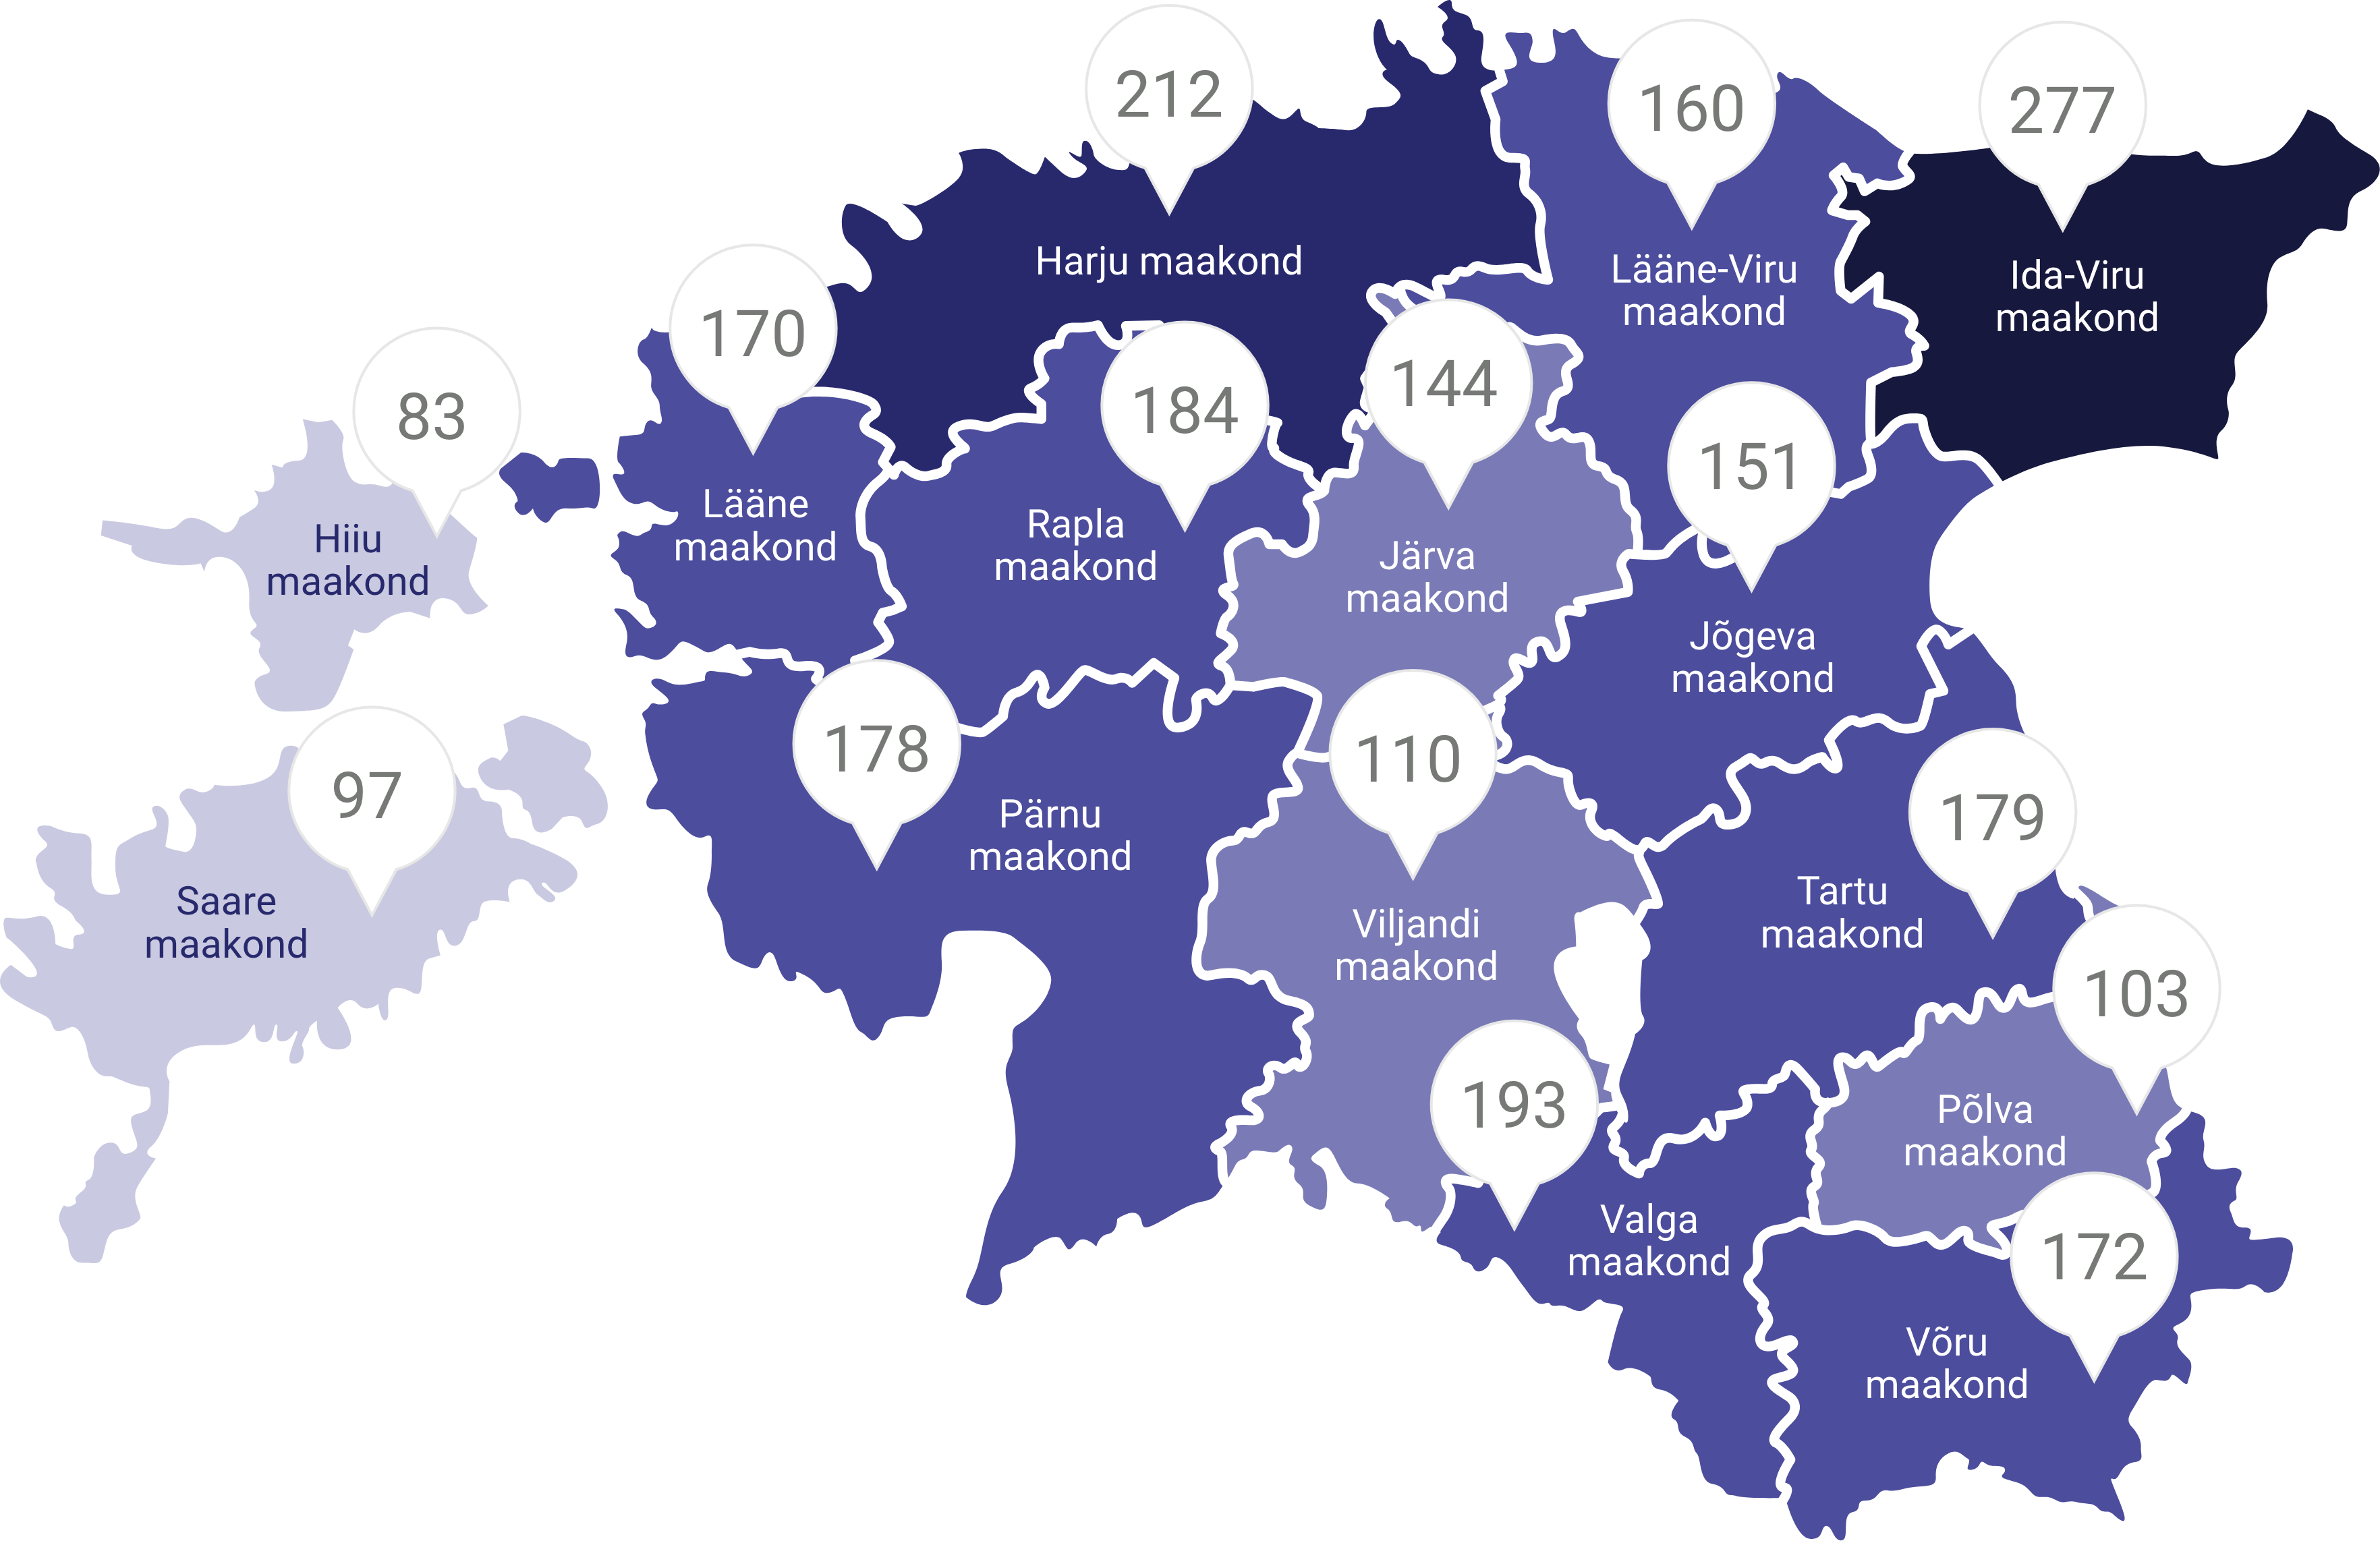 212
160
277
Harju maakond
Lääne-Viru
maakond
Ida-Viru
maakond
170
83
184
144
151
Lääne
maakond
Rapla
maakond
Hiiu
maakond
Järva
maakond
Jõgeva
maakond
178
110
97
179
Pärnu
maakond
Saare
maakond
Viljandi
maakond
Tartu
maakond
103
193
Põlva
maakond
172
Valga
maakond
Võru
maakond